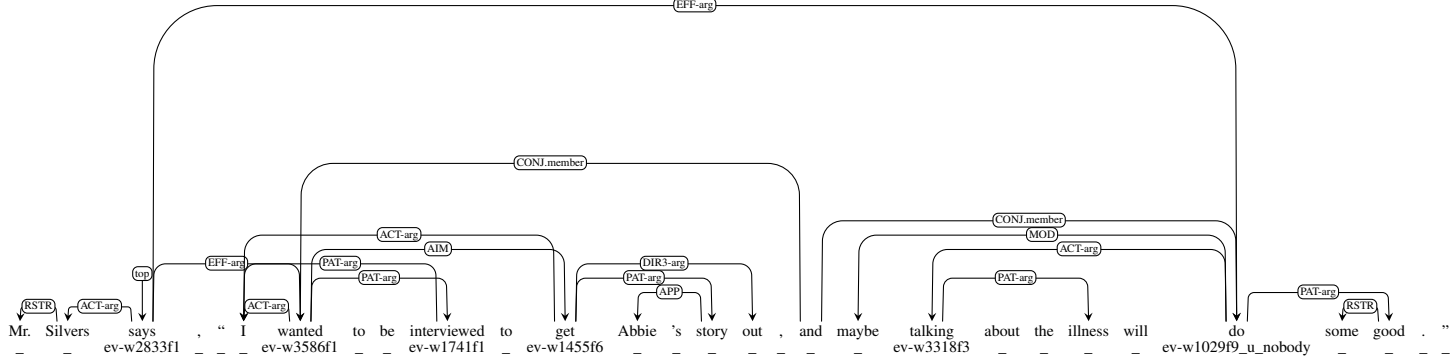 EFF-arg
CONJ.member
CONJ.member
ACT-arg MOD
AIM ACT-arg
top EFF-arg PAT-arg DIR3-arg
PAT-arg PAT-arg PAT-arg
APP PAT-arg
RSTR ACT-arg ACT-arg RSTR
Mr. Silvers says , “ I wanted to be interviewed to get Abbie ’s story out , and maybe talking about the illness will do some good . ”
_ _ ev-w2833f1 _ _ _ ev-w3586f1 _ _ ev-w1741f1 _ ev-w1455f6 _ _ _ _ _ _ _ ev-w3318f3 _ _ _ _ ev-w1029f9_u_nobody _ _ _ _